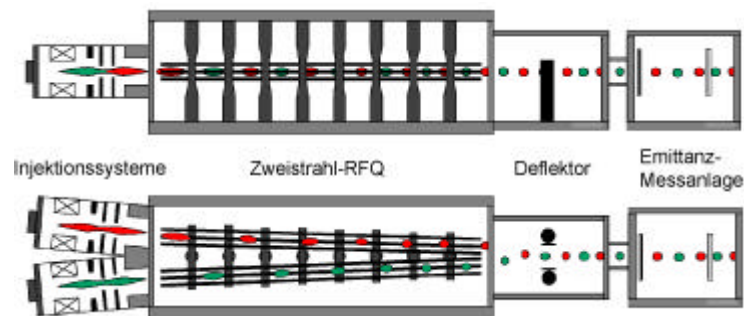 Injektionssysteme
Zweistrahl-RFQ
Deflektor
Emittanz-
Messanlage